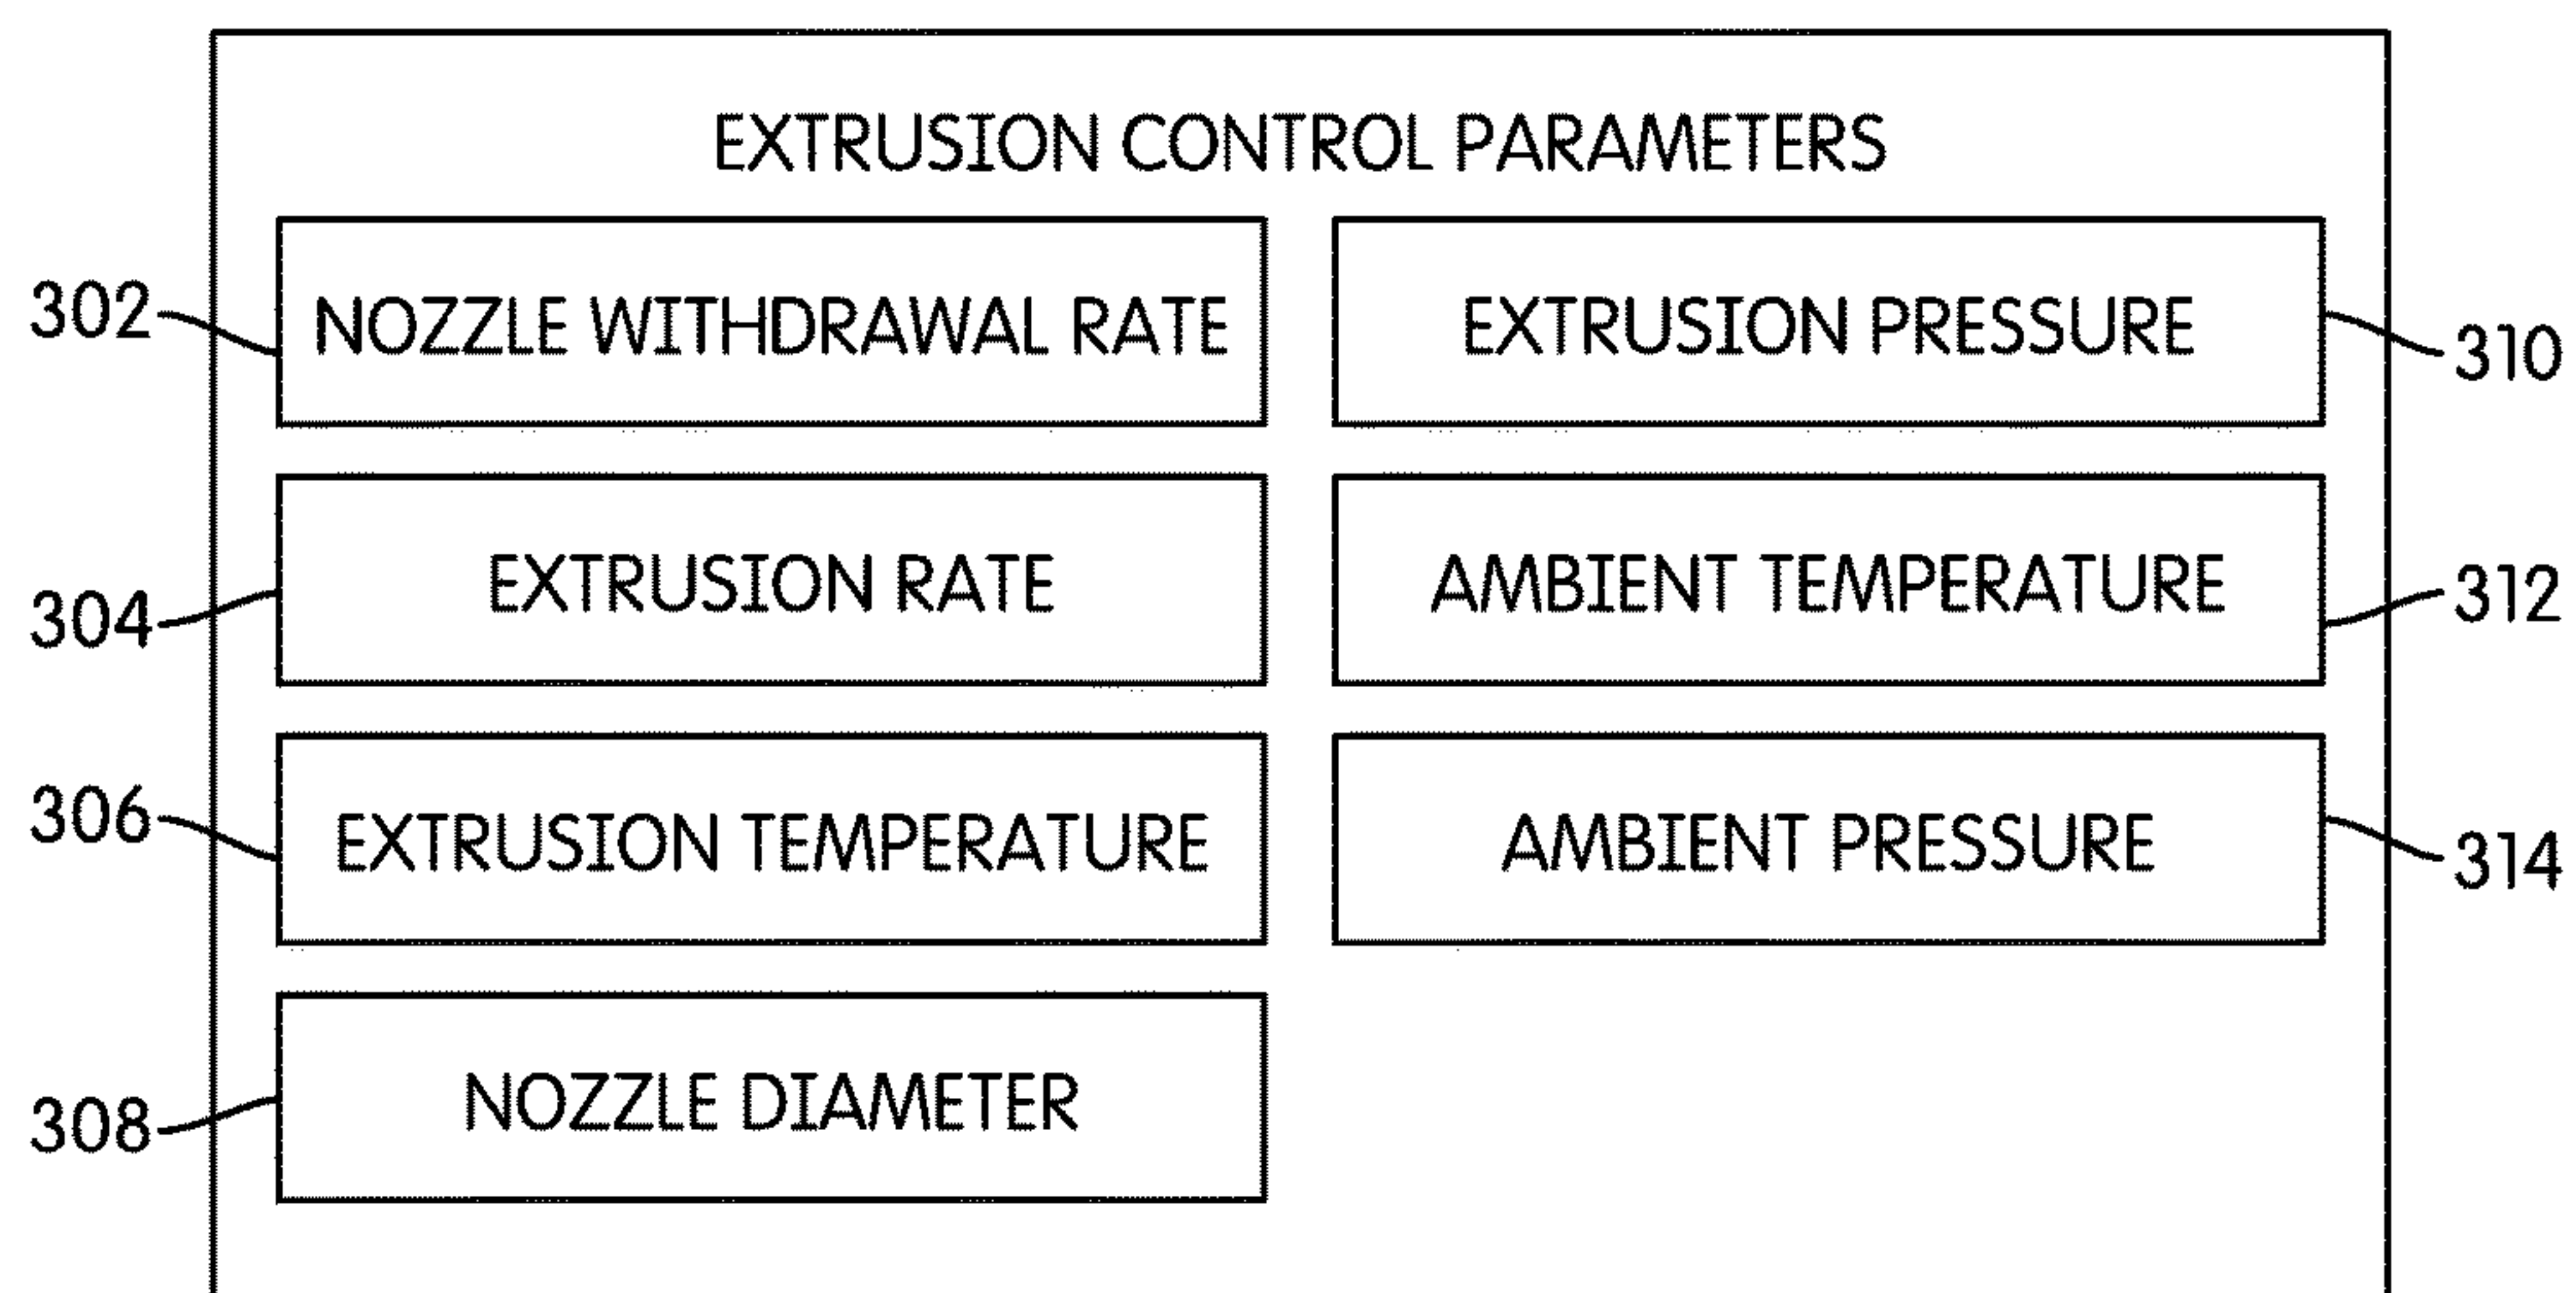 EXTRUSION CONTROL PARAMETERS
302
NOZZLE WITHDRAWAL RATE
EXTRUSION PRESSURE
310
304
EXTRUSION RATE
AMBIENT TEMPERATURE
312
306
EXTRUSION TEMPERATURE
AMBIENT PRESSURE
314
308
NOZZLE DIAMETER